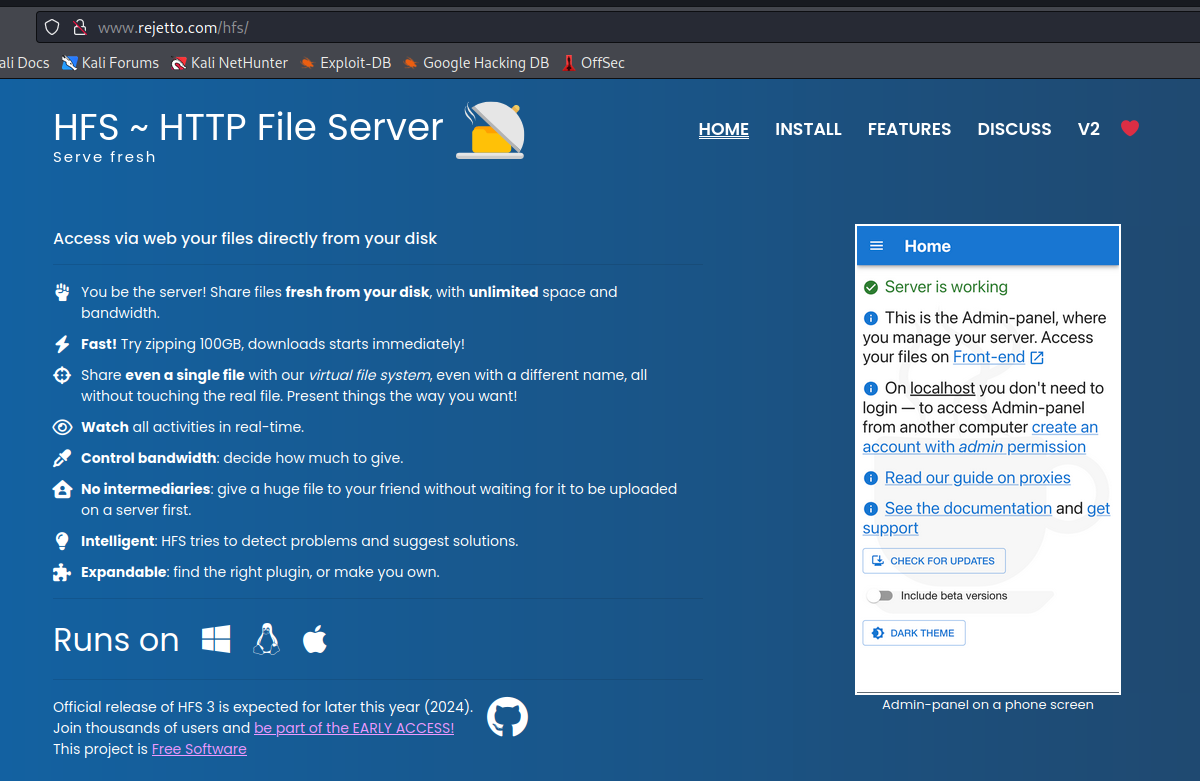 www.rejetto.com/hfs/
ali Docs Kali Forums Kali NetHunter Exploit-DB Google Hacking DB OffSec
HFS ~ HTTP File Server
Serve fresh
HOME INSTALL FEATURES DISCUSS V2
Access via web your files directly from your disk
You be the server! Share files fresh from your disk, with unlimited space and
bandwidth.
Fast! Try zipping 100GB, downloads starts immediately!
Share even a single file with our virtual file system, even with a different name, all
without touching the real file. Present things the way you want!
Watch all activities in real-time.
Control bandwidth: decide how much to give.
No intermediaries: give a huge file to your friend without waiting for it to be uploaded
on a server first.
Intelligent: HFS tries to detect problems and suggest solutions.
Expandable: find the right plugin, or make you own.
Runs on
Official release of HFS 3 is expected for later this year (2024).
Join thousands of users and be part of the EARLY ACCESS!
This project is Free Software
Home
Server is working
This is the Admin-panel, where
you manage your server. Access
your files on Front-end
On localhost you don't need to
login — to access Admin-panel
from another computer create an
account with admin permission
Read our guide on proxies
See the documentation and get
support
CHECK FOR UPDATES
Include beta versions
DARK THEME
Admin-panel on a phone screen